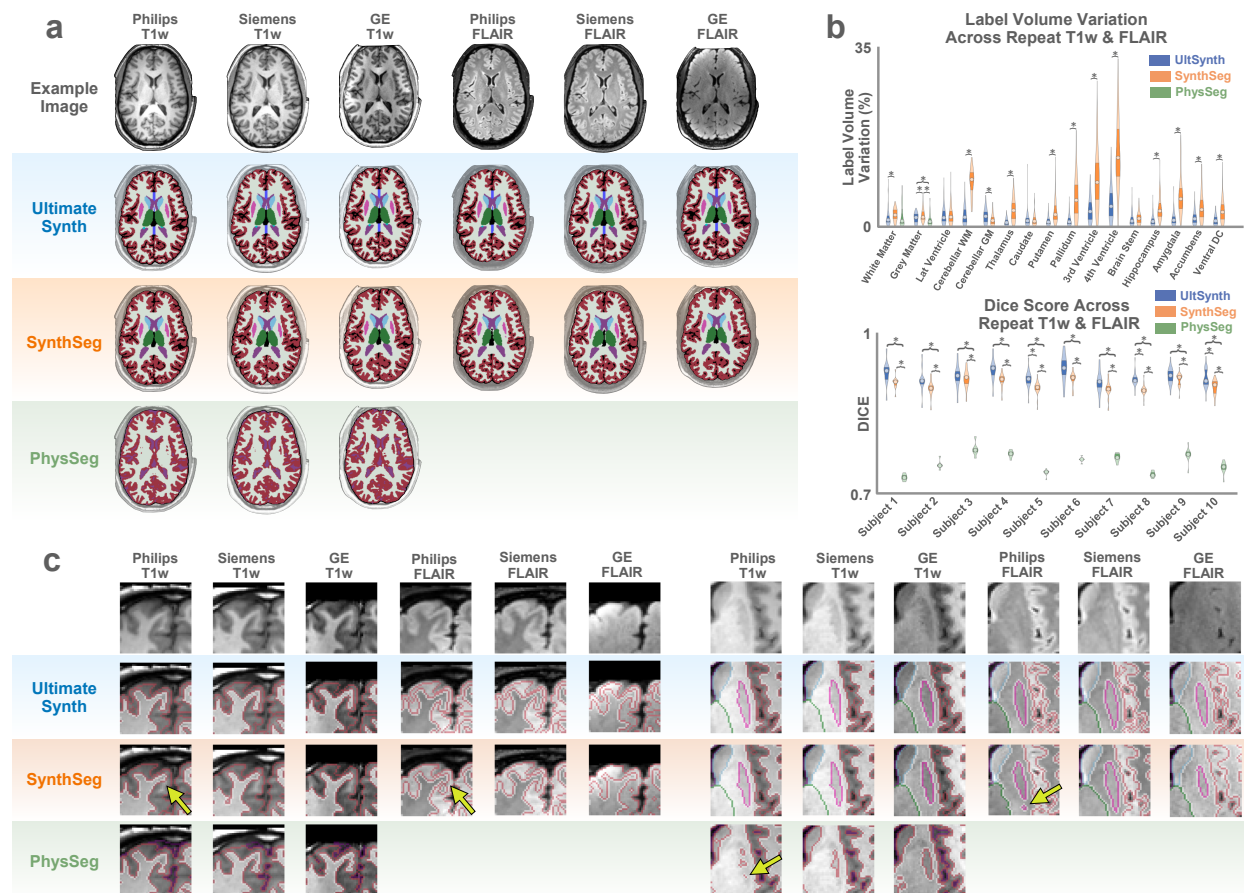 a
Philips
T1w
Siemens
T1w
GE
T1w
Philips
FLAIR
Siemens
FLAIR
GE
FLAIR
Example
Image
Ultimate
Synth
SynthSeg
PhysSeg
b
Label Volume Variation
Across Repeat T1w & FLAIR
35
0
Label Volume
Variation (%)
UltSynth
SynthSeg
PhysSeg
* * * * * * * * * * * * * * * *
White Matter
Grey Matter
Lat Ventricle
Cerebellar WM
Cerebellar GM
Thalamus
Caudate
Putamen
Pallidum
3rd Ventricle
4th Ventricle
Brain Stem
Hippocampus
Amygdala
Accumbens
Ventral DC
Dice Score Across
Repeat T1w & FLAIR
1
0.7
DICE
UltSynth
SynthSeg
PhysSeg
Subject 1
Subject 2
Subject 3
Subject 4
Subject 5
Subject 6
Subject 7
Subject 8
Subject 9
Subject 10
c
Philips
T1w
Siemens
T1w
GE
T1w
Philips
FLAIR
Siemens
FLAIR
GE
FLAIR
Philips
T1w
Siemens
T1w
GE
T1w
Philips
FLAIR
Siemens
FLAIR
GE
FLAIR
Ultimate
Synth
SynthSeg
PhysSeg